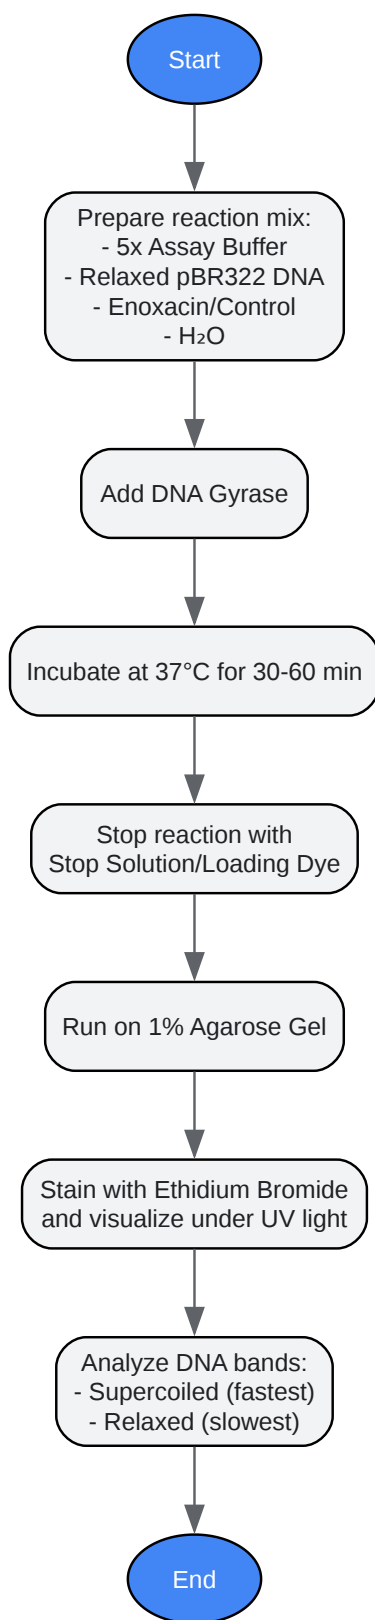 Start
Prepare reaction mix:
- 5x Assay Buffer
- Relaxed pBR322 DNA
- Enoxacin/Control
- H₂O
Add DNA Gyrase
Incubate at 37°C for 30-60 min
Stop reaction with
Stop Solution/Loading Dye
Run on 1% Agarose Gel
Stain with Ethidium Bromide
and visualize under UV light
Analyze DNA bands:
- Supercoiled (fastest)
- Relaxed (slowest)
End